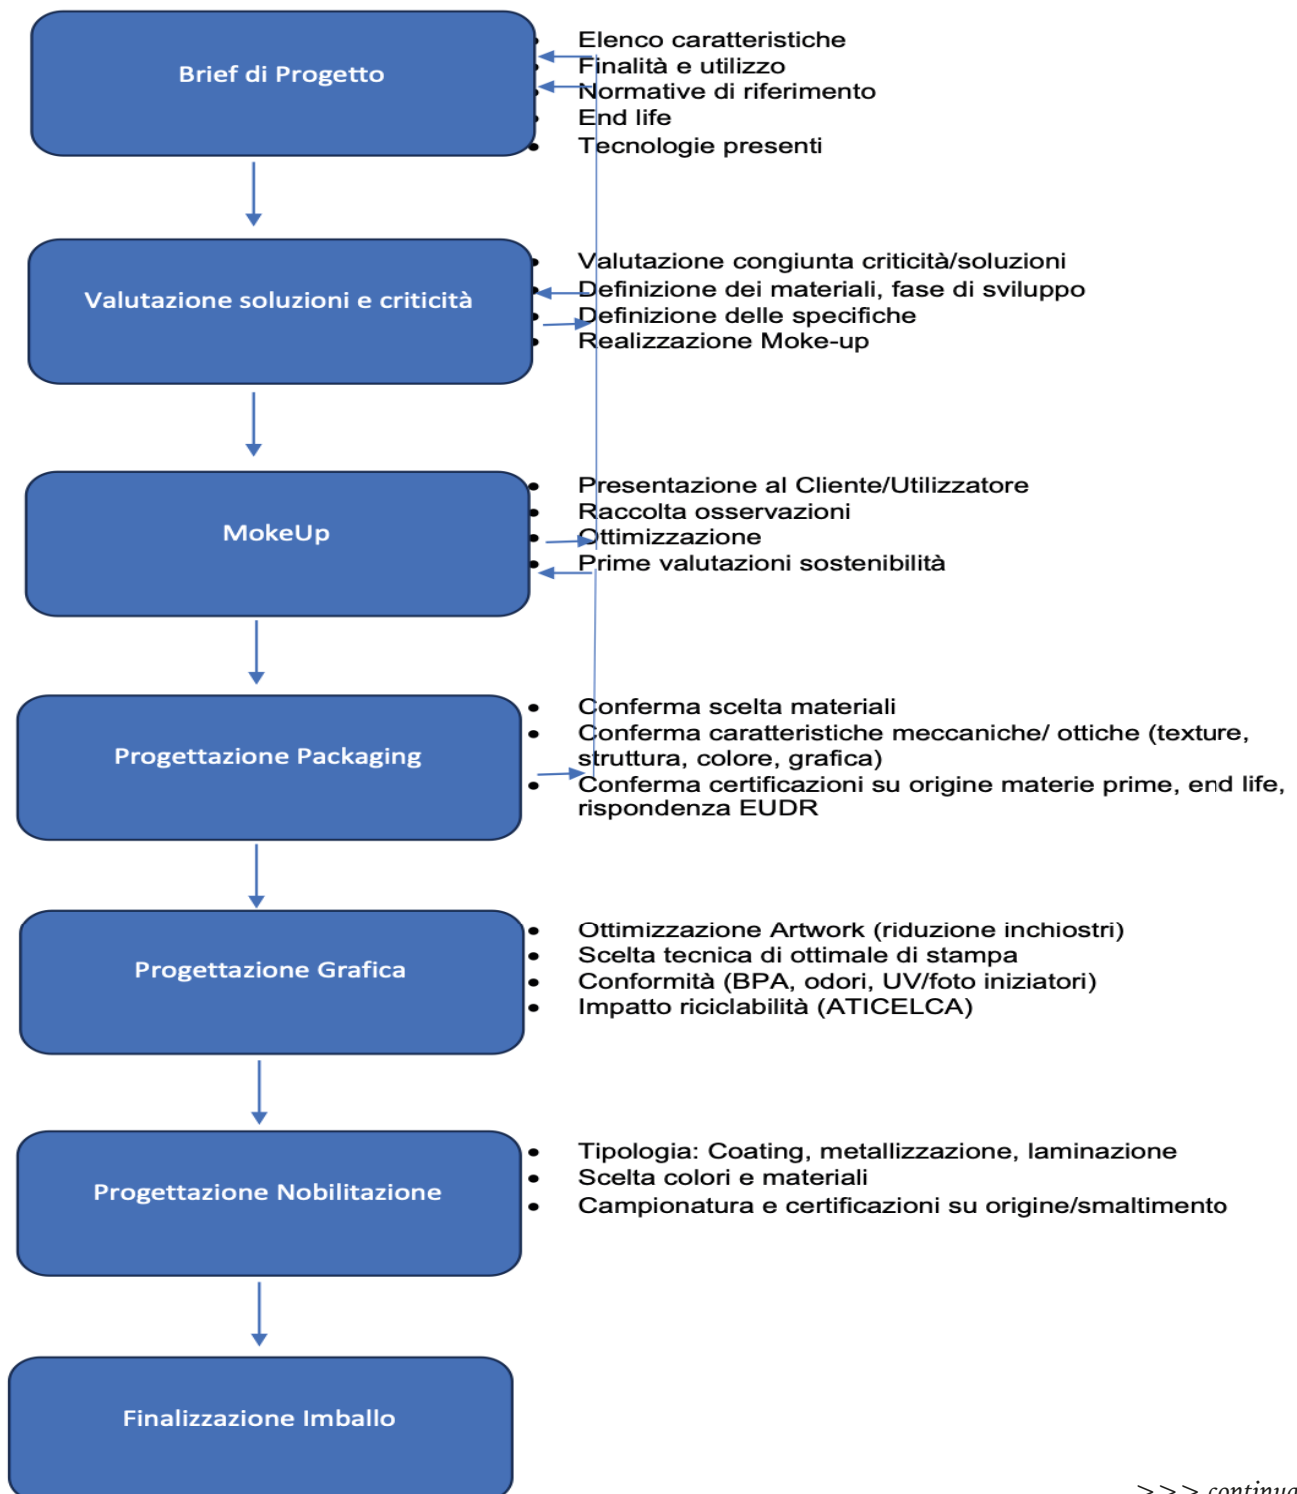 Brief di Progetto
• Elenco caratteristiche
• Finalità e utilizzo
• Normative di riferimento
• End life
• Tecnologie presenti
Valutazione soluzioni e criticità
• Valutazione congiunta criticità/soluzioni
• Definizione dei materiali, fase di sviluppo
• Definizione delle specifiche
• Realizzazione Moke-up
MokeUp
• Presentazione al Cliente/Utilizzatore
• Raccolta osservazioni
• Ottimizzazione
• Prime valutazioni sostenibilità
Progettazione Packaging
• Conferma scelta materiali
• Conferma caratteristiche meccaniche/ ottiche (texture,
struttura, colore, grafica)
• Conferma certificazioni su origine materie prime, end life,
rispondenza EUDR
Progettazione Grafica
• Ottimizzazione Artwork (riduzione inchiostri)
• Scelta tecnica di ottimale di stampa
• Conformità (BPA, odori, UV/foto iniziatori)
• Impatto riciclabilità (ATICELCA)
Progettazione Nobilitazione
• Tipologia: Coating, metallizzazione, laminazione
• Scelta colori e materiali
• Campionatura e certificazioni su origine/smaltimento
Finalizzazione Imballo
>>> continua